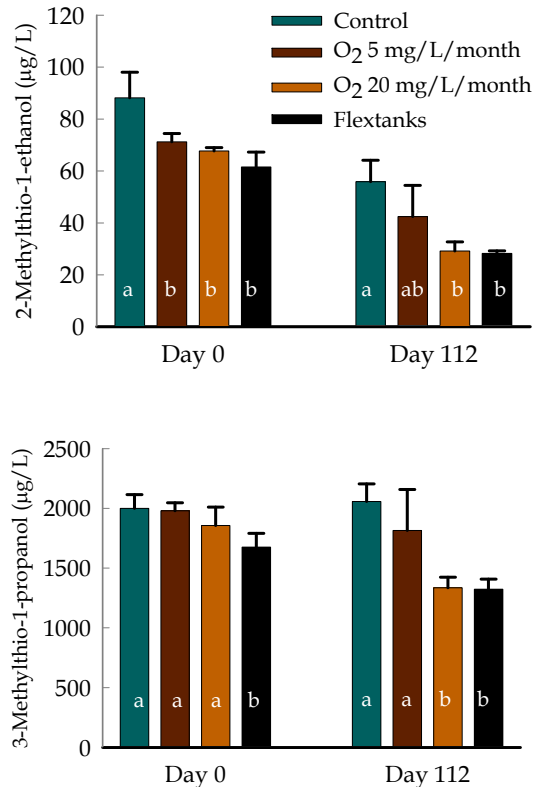 120
100
80
60
40
20
0
2-Methylthio-1-ethanol (µg/L)
Control
O2 5 mg/L/month
O2 20 mg/L/month
Flextanks
a b b b a ab b b
Day 0 Day 112
2500
2000
1500
1000
500
0
3-Methylthio-1-propanol (µg/L)
a a a b a a b b
Day 0 Day 112